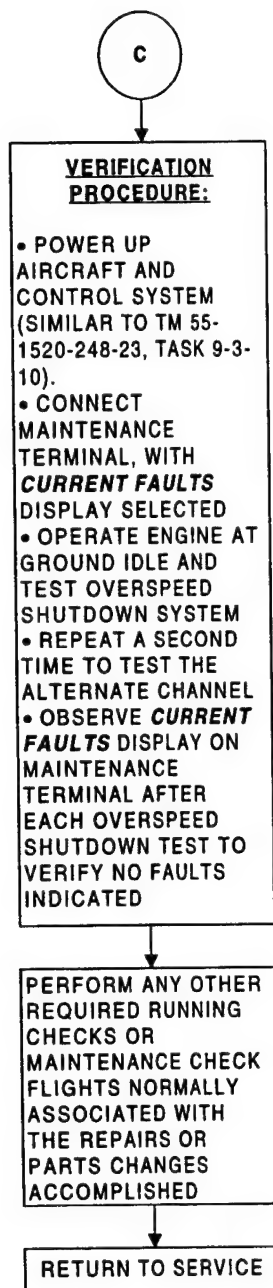 C
VERIFICATION
PROCEDURE:
• POWER UP
AIRCRAFT AND
CONTROL SYSTEM
(SIMILAR TO TM 55-
1520-248-23, TASK 9-3-
10).
• CONNECT
MAINTENANCE
TERMINAL, WITH
CURRENT FAULTS
DISPLAY SELECTED
• OPERATE ENGINE AT
GROUND IDLE AND
TEST OVERSPEED
SHUTDOWN SYSTEM
• REPEAT A SECOND
TIME TO TEST THE
ALTERNATE CHANNEL
• OBSERVE CURRENT
FAULTS DISPLAY ON
MAINTENANCE
TERMINAL AFTER
EACH OVERSPEED
SHUTDOWN TEST TO
VERIFY NO FAULTS
INDICATED
PERFORM ANY OTHER
REQUIRED RUNNING
CHECKS OR
MAINTENANCE CHECK
FLIGHTS NORMALLY
ASSOCIATED WITH
THE REPAIRS OR
PARTS CHANGES
ACCOMPLISHED
RETURN TO SERVICE